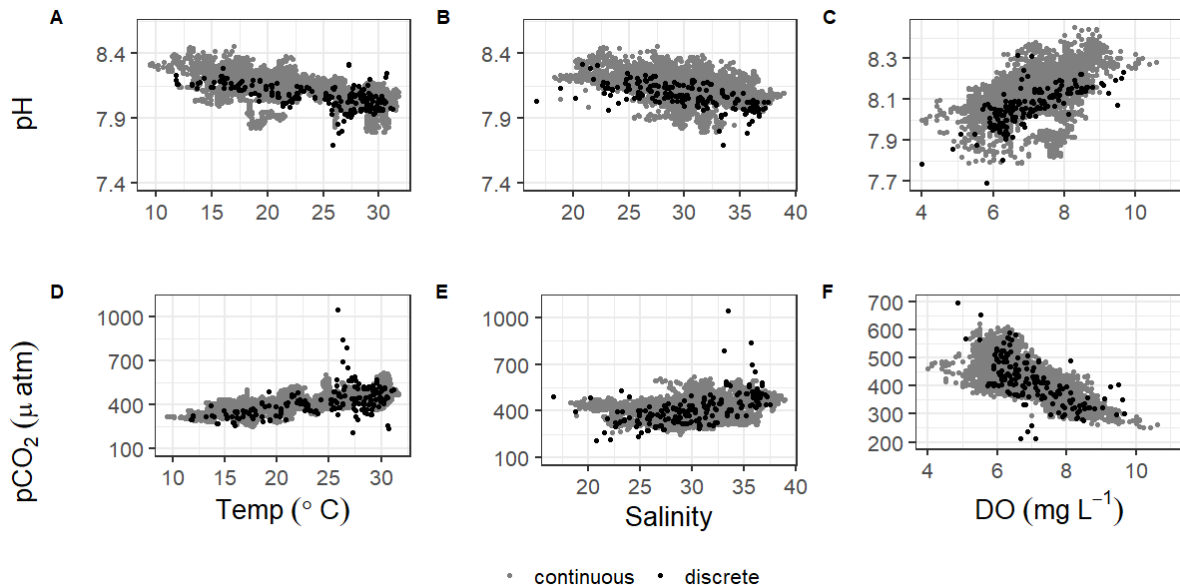 A
B
C
pH
8.4
7.9
7.4
10 15 20 25 30
8.4
7.9
7.4
20 25 30 35 40
8.3
8.1
7.9
7.7
4 6 8 10
D
E
F
pCO₂ (μ atm)
1000
700
400
100
10 15 20 25 30
Temp (° C)
1000
700
400
100
20 25 30 35 40
Salinity
700
600
500
400
300
200
4 6 8 10
DO (mg L⁻¹)
continuous discrete